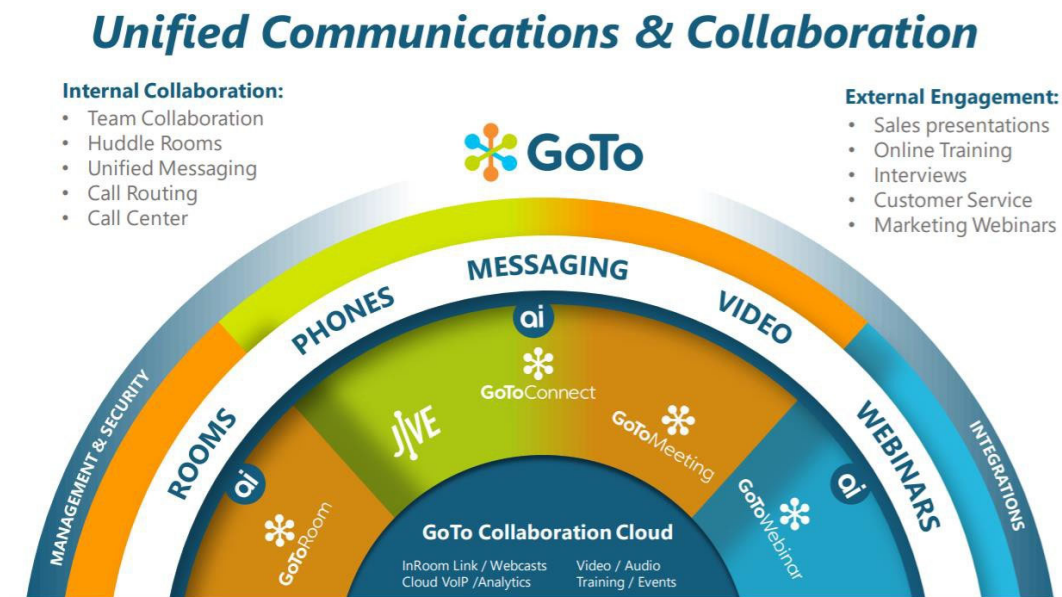 Unified Communications & Collaboration
Internal Collaboration:
• Team Collaboration
• Huddle Rooms
• Unified Messaging
• Call Routing
• Call Center
GoTo
External Engagement:
• Sales presentations
• Online Training
• Interviews
• Customer Service
• Marketing Webinars
MANAGEMENT & SECURITY
ROOMS
PHONES
MESSAGING
VIDEO
WEBINARS
INTEGRATIONS
ai
GoToRoom
JIVE
ai
GoToConnect
GoToMeeting
ai
GoToWebinar
GoTo Collaboration Cloud
InRoom Link / Webcasts
Cloud VoIP /Analytics
Video / Audio
Training / Events